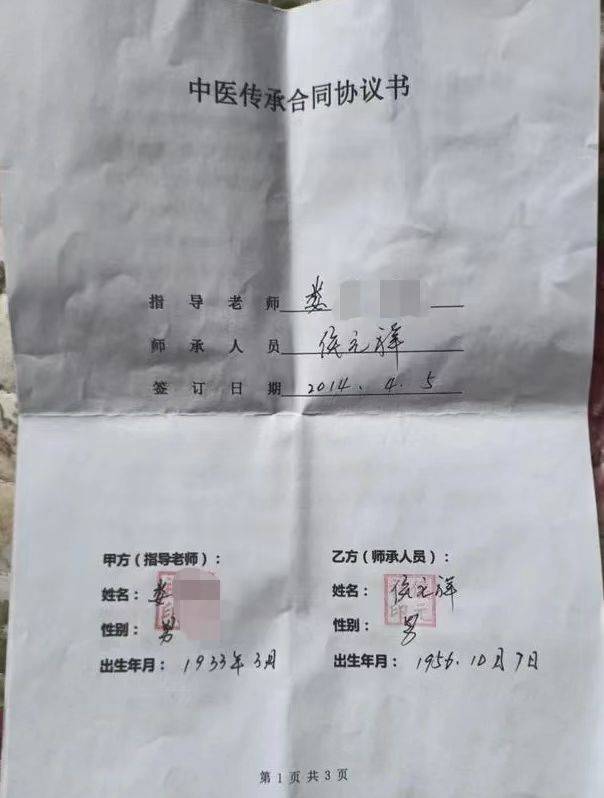 中医传承合同协议书
指导老师 娄
师承人员 侯元祥
签订日期 2014.4.5
甲方（指导老师）：
姓名：娄
性别：男
出生年月：1933年3月
乙方（师承人员）：
姓名：侯元祥
性别：男
出生年月：1956.10月7日
第1页共3页